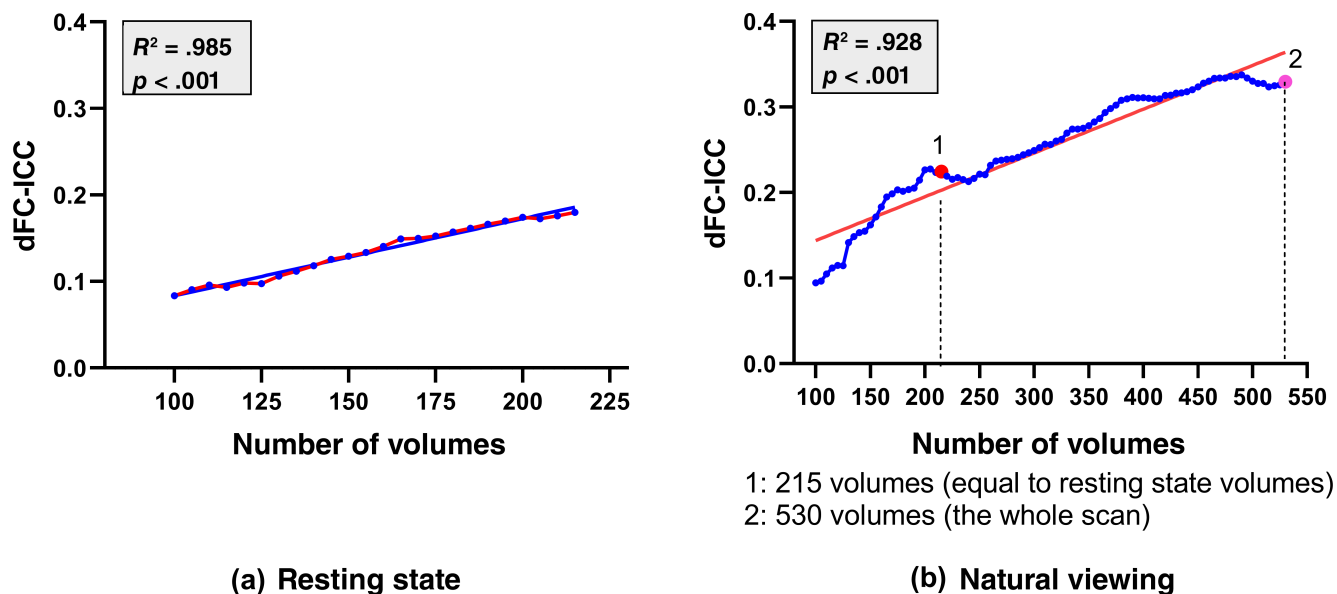 R² = .985
p < .001
0.4
0.3
0.2
0.1
0.0
dFC-ICC
100 125 150 175 200 225
Number of volumes
(a) Resting state
R² = .928
p < .001
0.4
0.3
0.2
0.1
0.0
dFC-ICC
1
2
100 150 200 250 300 350 400 450 500 550
Number of volumes
1: 215 volumes (equal to resting state volumes)
2: 530 volumes (the whole scan)
(b) Natural viewing